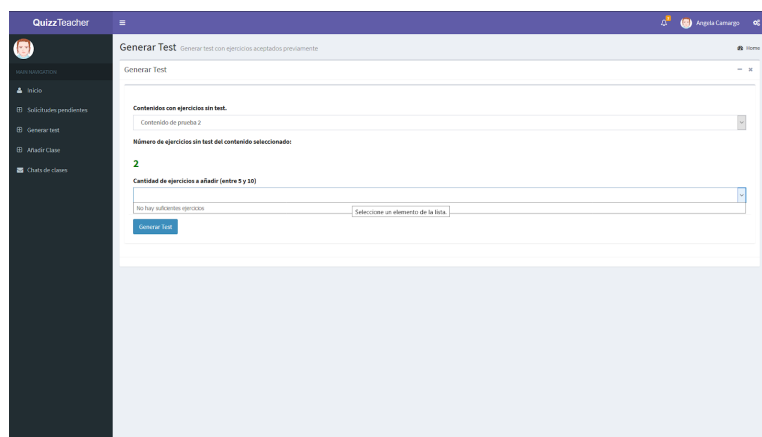 QuizzTeacher
Angela Camargo
Generar Test Generar test con ejercicios aceptados previamente
Home
MAIN NAVIGATION
Inicio
Solicitudes pendientes
Generar test
Añadir Clase
Chats de clases
Generar Test
Contenidos con ejercicios sin test.
Contenido de prueba 2
Número de ejercicios sin test del contenido seleccionado:
2
Cantidad de ejercicios a añadir (entre 5 y 10)
No hay suficientes ejercicios
Seleccione un elemento de la lista.
Generar Test